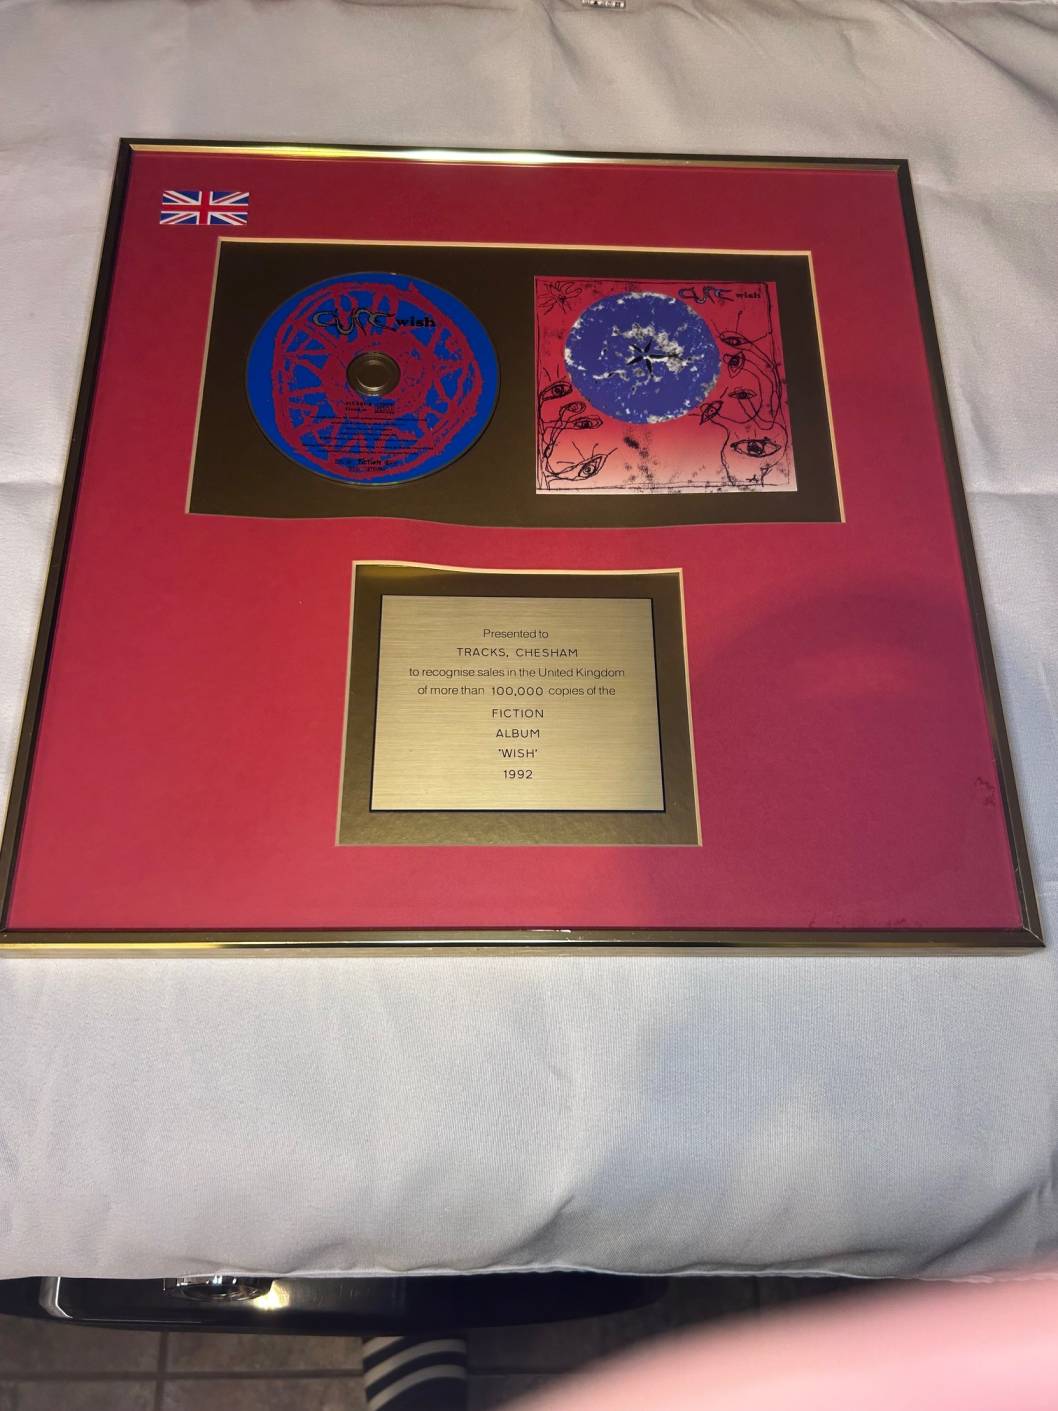 CURE wish
CURE wish
Presented to
TRACKS, CHESHAM
to recognise sales in the United Kingdom
of more than 100,000 copies of the
FICTION
ALBUM
'WISH'
1992